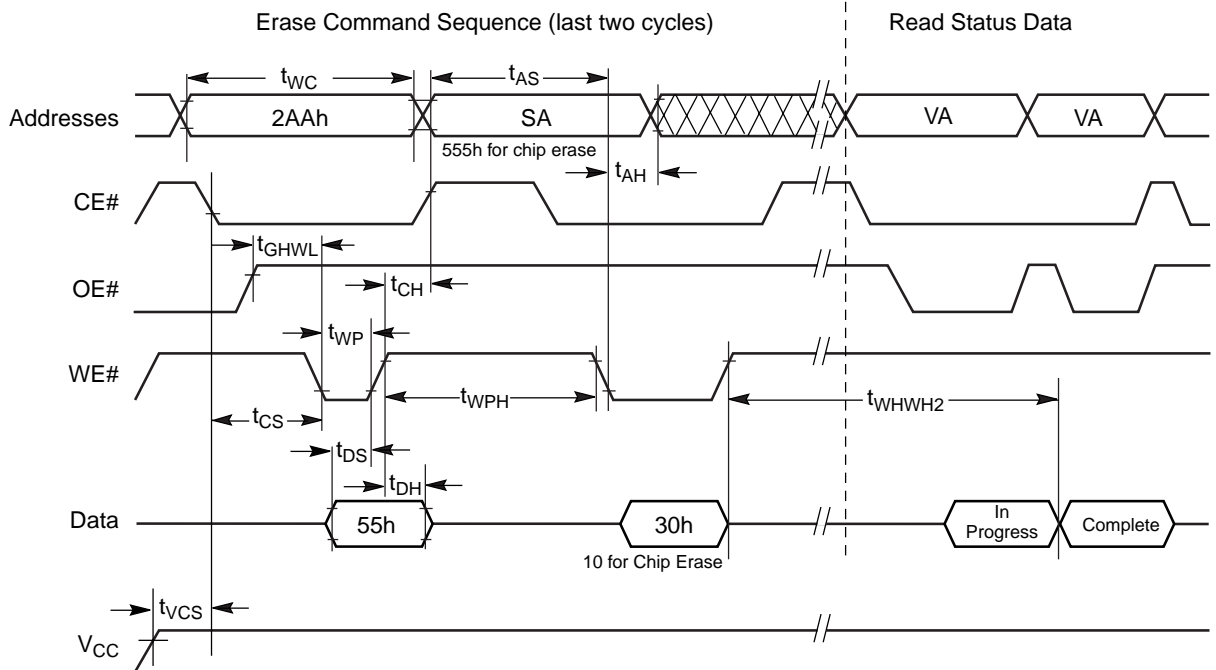 Erase Command Sequence (last two cycles)
Read Status Data
tWC
tAS
Addresses
2AAh
SA
VA
VA
555h for chip erase
tAH
CE#
tGHWL
OE#
tCH
tWP
WE#
tWPH
tWHWH2
tCS
tDS
tDH
Data
55h
30h
In
Progress
Complete
10 for Chip Erase
tVCS
VCC